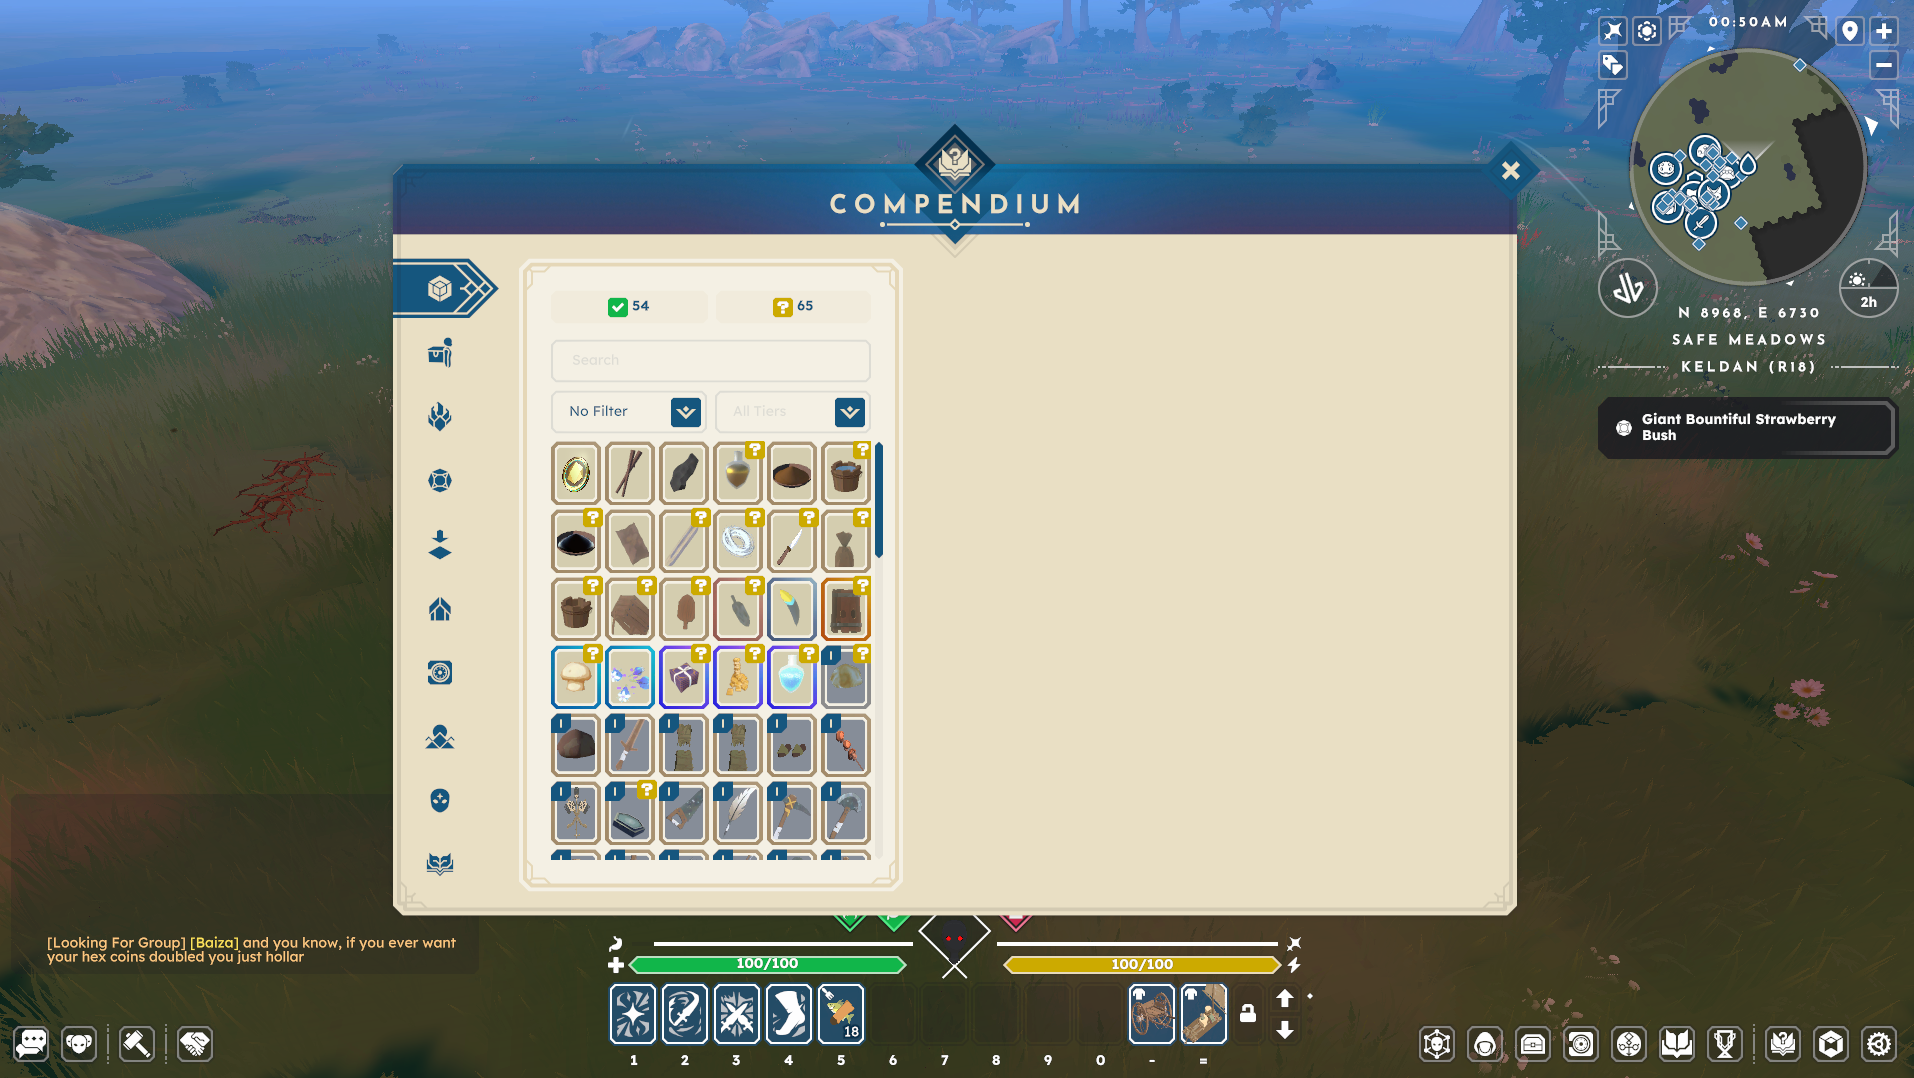 00:50AM
COMPENDIUM
54
65
Search
No Filter
All Tiers
2h
N 8968, E 6730
SAFE MEADOWS
KELDAN (R18)
Giant Bountiful Strawberry
Bush
[Looking For Group] [Baiza] and you know, if you ever want
your hex coins doubled you just hollar
100/100
100/100
18
1
2
3
4
5
6
7
8
9
0
-
=